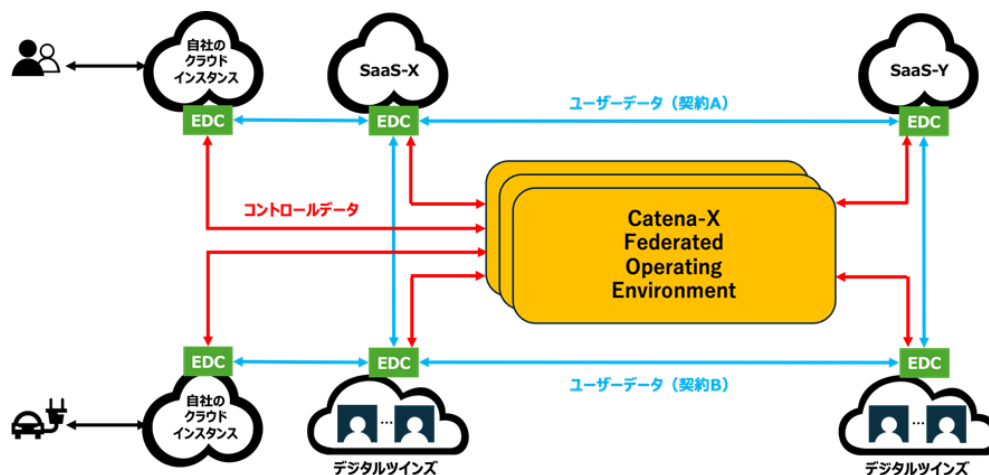 自社の
クラウド
インスタンス
SaaS-X
SaaS-Y
EDC
EDC
EDC
ユーザーデータ（契約A）
コントロールデータ
Catena-X
Federated
Operating
Environment
EDC
EDC
EDC
ユーザーデータ（契約B）
自社の
クラウド
インスタンス
...
...
デジタルツインズ
デジタルツインズ